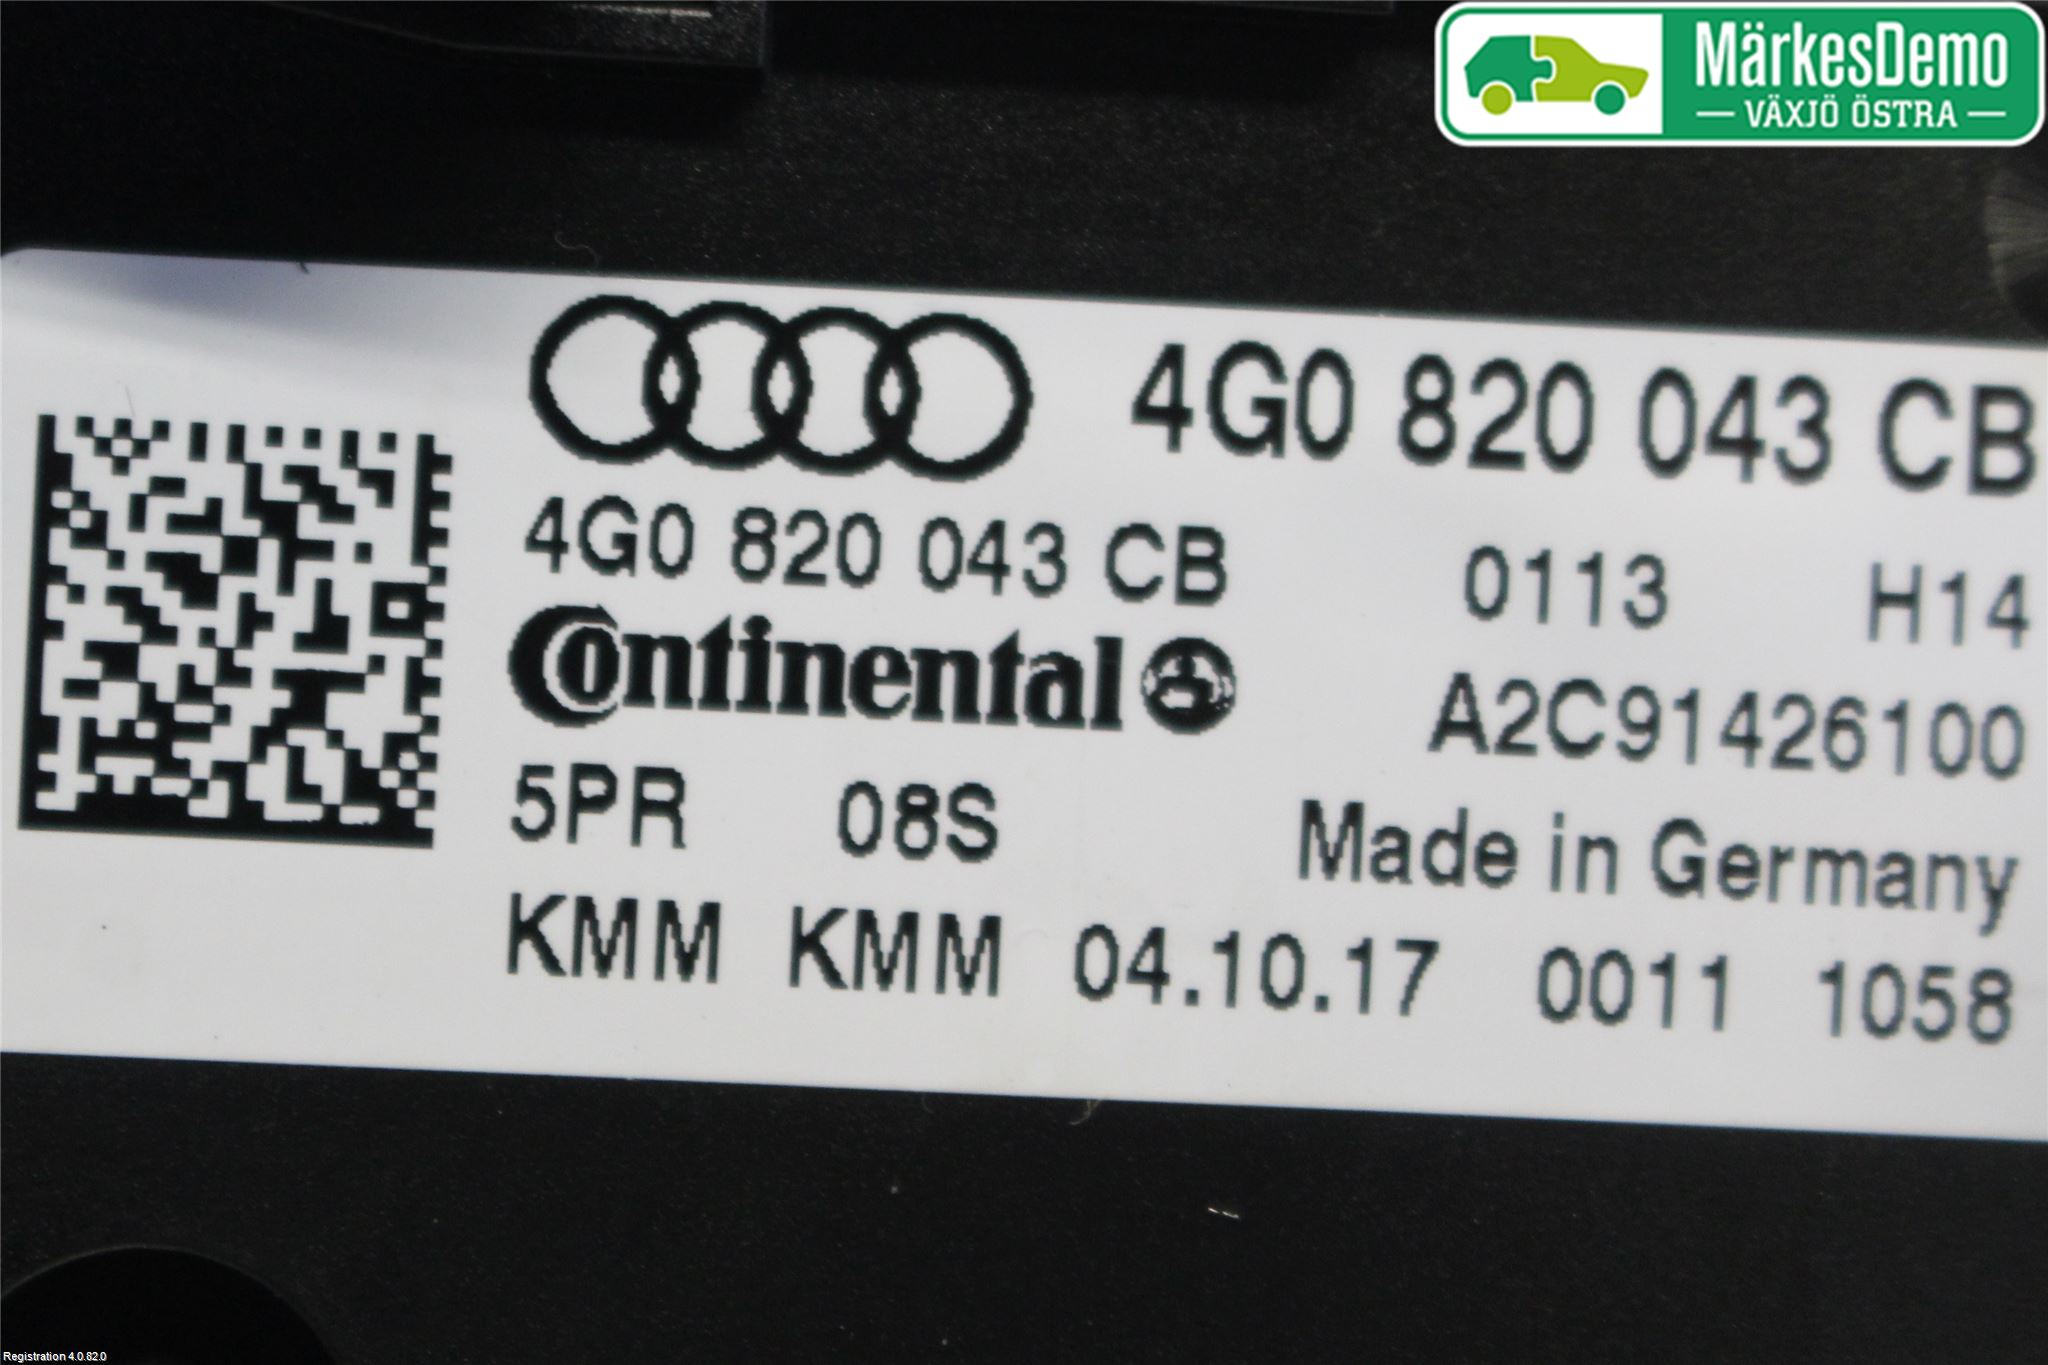 MärkesDemo
VÄXJÖ ÖSTRA
4G0 820 043 CB
4G0 820 043 CB 0113 H14
Continental A2C91426100
5PR 08S Made in Germany
KMM KMM 04.10.17 0011 1058
Registration 4.0.82.0